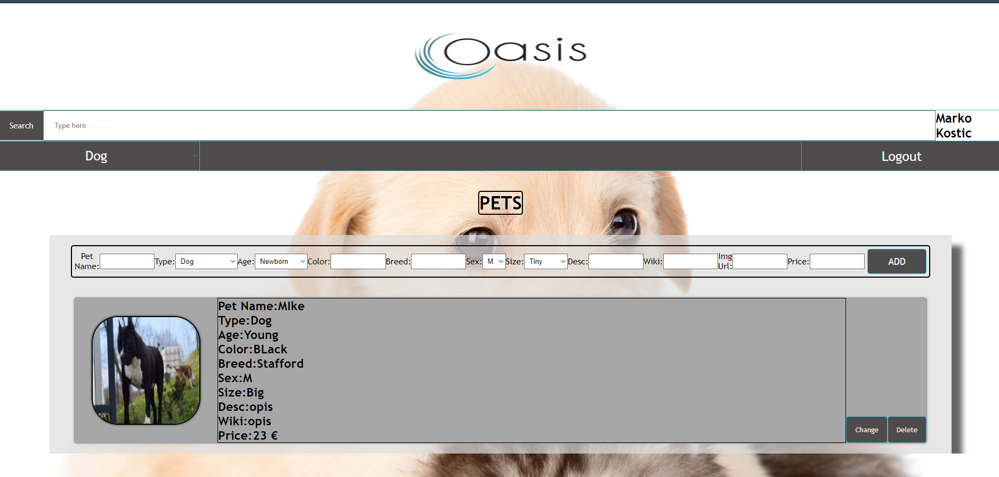 Oasis
Search
Type here . . .
Marko
Kostic
Dog
Logout
PETS
Pet
Name:
Type:
Dog
Age:
Newborn
Color:
Breed:
Sex:
M
Size:
Tiny
Desc:
Wiki:
Img
Url:
Price:
ADD
Pet Name:MIke
Type:Dog
Age:Young
Color:BLack
Breed:Stafford
Sex:M
Size:Big
Desc:opis
Wiki:opis
Price:23 €
Change
Delete